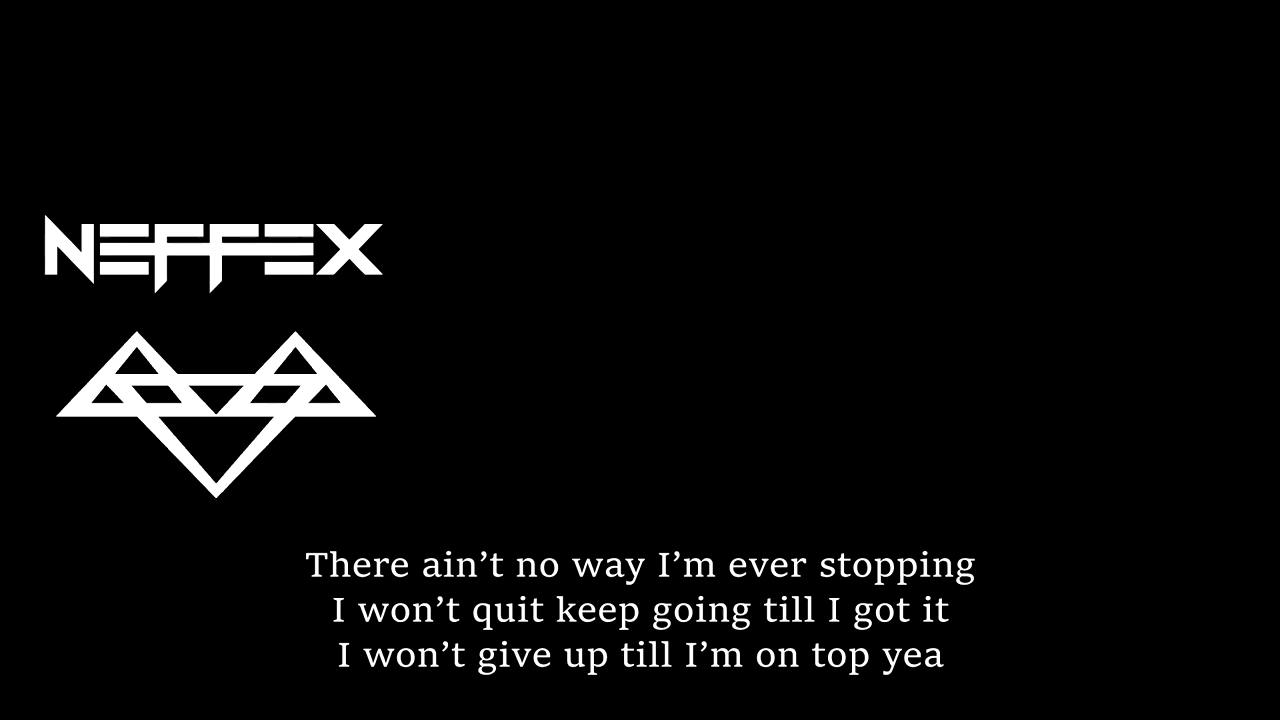 NEFFEX
There ain’t no way I’m ever stopping
I won’t quit keep going till I got it
I won’t give up till I’m on top yea